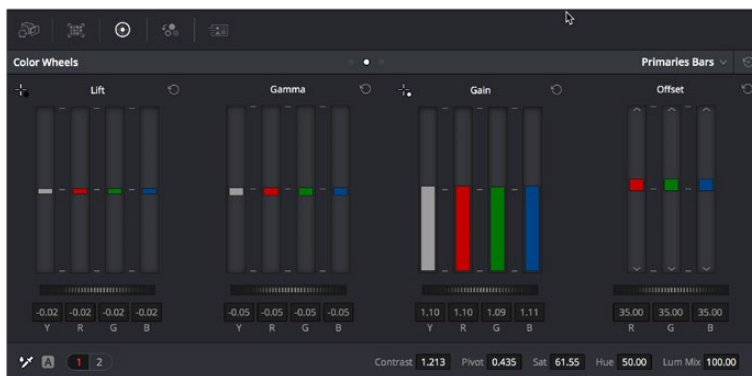 Color Wheels Primaries Bars
Lift Gamma Gain Offset
-0.02 -0.02 -0.02 -0.02 -0.05 -0.05 -0.05 -0.05 1.10 1.10 1.09 1.11 35.00 35.00 35.00
Y R G B Y R G B Y R G B R G B
A 1 2 Contrast 1.213 Pivot 0.435 Sat 61.55 Hue 50.00 Lum Mix 100.00